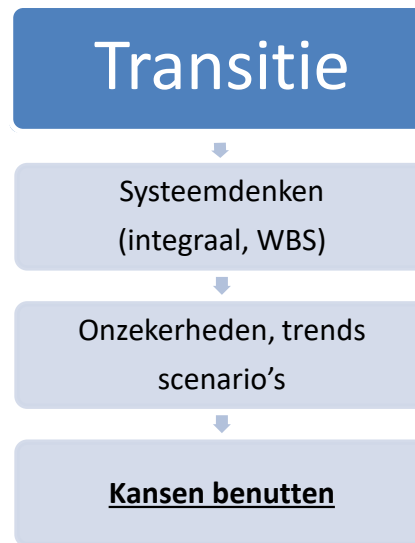 Transitie
Systeemdenken
(integraal, WBS)
Onzekerheden, trends
scenario's
Kansen benutten